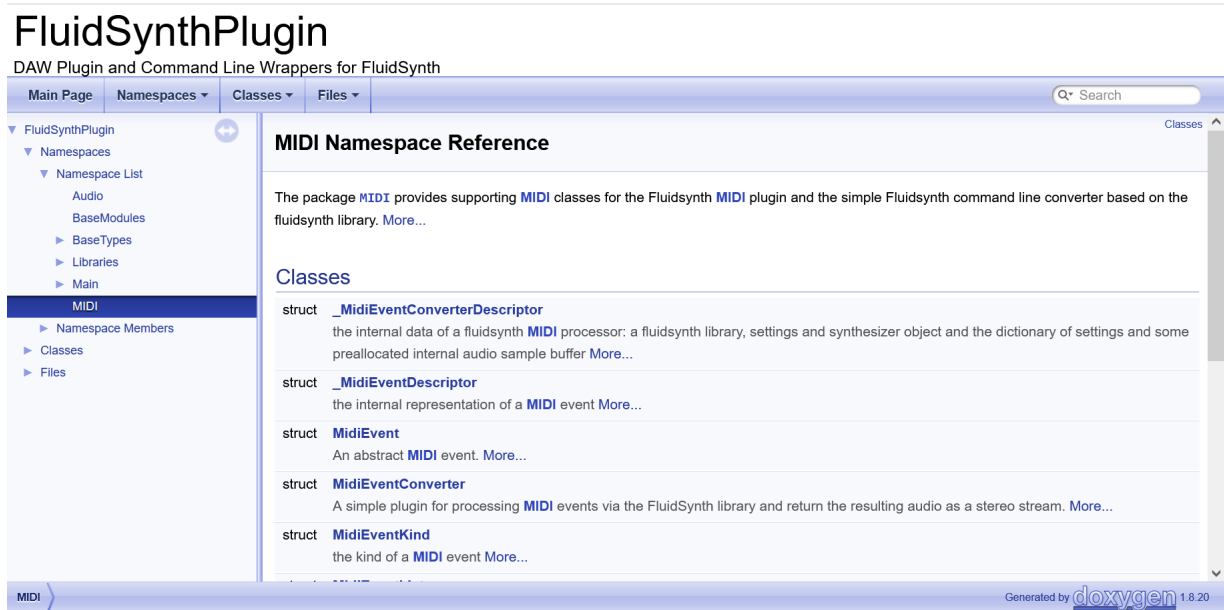 FluidSynthPlugin
DAW Plugin and Command Line Wrappers for FluidSynth
Main Page Namespaces Classes Files Search
FluidSynthPlugin
Namespaces
Namespace List
Audio
BaseModules
BaseTypes
Libraries
Main
MIDI
Namespace Members
Classes
Files
Classes
MIDI Namespace Reference
The package MIDI provides supporting MIDI classes for the Fluidsynth MIDI plugin and the simple Fluidsynth command line converter based on the
fluidsynth library. More...
Classes
struct _MidiEventConverterDescriptor
the internal data of a fluidsynth MIDI processor: a fluidsynth library, settings and synthesizer object and the dictionary of settings and some
preallocated internal audio sample buffer More...
struct _MidiEventDescriptor
the internal representation of a MIDI event More...
struct MidiEvent
An abstract MIDI event. More...
struct MidiEventConverter
A simple plugin for processing MIDI events via the FluidSynth library and return the resulting audio as a stereo stream. More...
struct MidiEventKind
the kind of a MIDI event More...
MIDI
Generated by doxygen 1.8.20